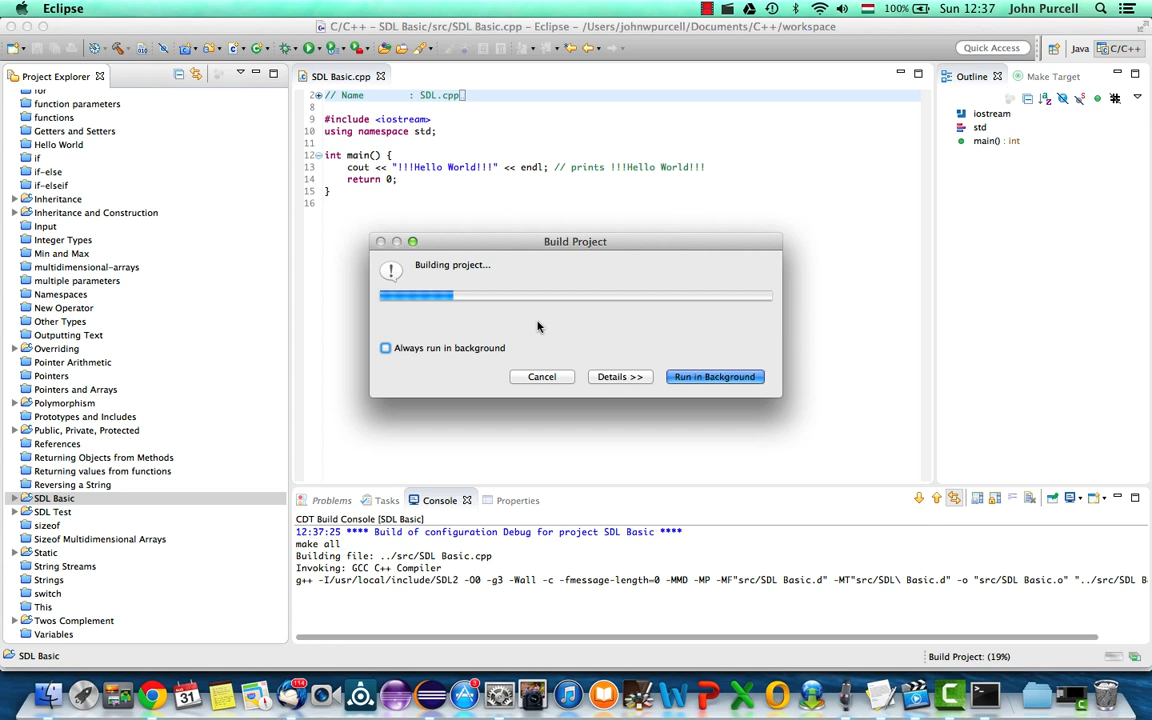 Eclipse
100%
Sun 12:37
John Purcell
C/C++ - SDL Basic/src/SDL Basic.cpp - Eclipse - /Users/johnwpurcell/Documents/C++/workspace
Quick Access
Java
C/C++
Project Explorer
for
function parameters
functions
Getters and Setters
Hello World
if
if-else
if-elseif
Inheritance
Inheritance and Construction
Input
Integer Types
Min and Max
multidimensional-arrays
multiple parameters
Namespaces
New Operator
Other Types
Outputting Text
Overriding
Pointer Arithmetic
Pointers
Pointers and Arrays
Polymorphism
Prototypes and Includes
Public, Private, Protected
References
Returning Objects from Methods
Returning values from functions
Reversing a String
SDL Basic
SDL Test
sizeof
Sizeof Multidimensional Arrays
Static
String Streams
Strings
switch
This
Twos Complement
Variables
SDL Basic.cpp
2 // Name : SDL.cpp
8
9 #include <iostream>
10 using namespace std;
11
12 int main() {
13 cout << "!!!Hello World!!!" << endl; // prints !!!Hello World!!!
14 return 0;
15 }
16
Build Project
Building project...
Always run in background
Cancel
Details >>
Run in Background
Outline
Make Target
iostream
std
main() : int
Problems
Tasks
Console
Properties
CDT Build Console [SDL Basic]
12:37:25 **** Build of configuration Debug for project SDL Basic ****
make all
Building file: ../src/SDL Basic.cpp
Invoking: GCC C++ Compiler
g++ -I/usr/local/include/SDL2 -O0 -g3 -Wall -c -fmessage-length=0 -MMD -MP -MF"src/SDL Basic.d" -MT"src/SDL\ Basic.d" -o "src/SDL Basic.o" "../src/SDL B
SDL Basic
Build Project: (19%)
114
31
3